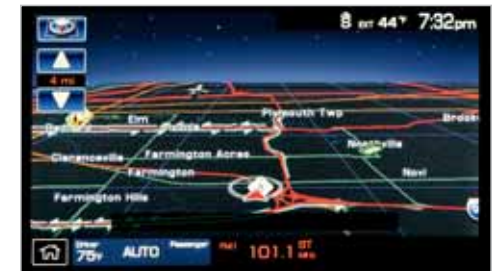 EXT 44°F 7:32pm
4 mi
Plymouth Twp
Elm
Northville
Clarenceville
Farmington Acres
Novi
Farmington
Farmington Hills
Driver
75°F AUTO Passenger FM1 101.1 ST